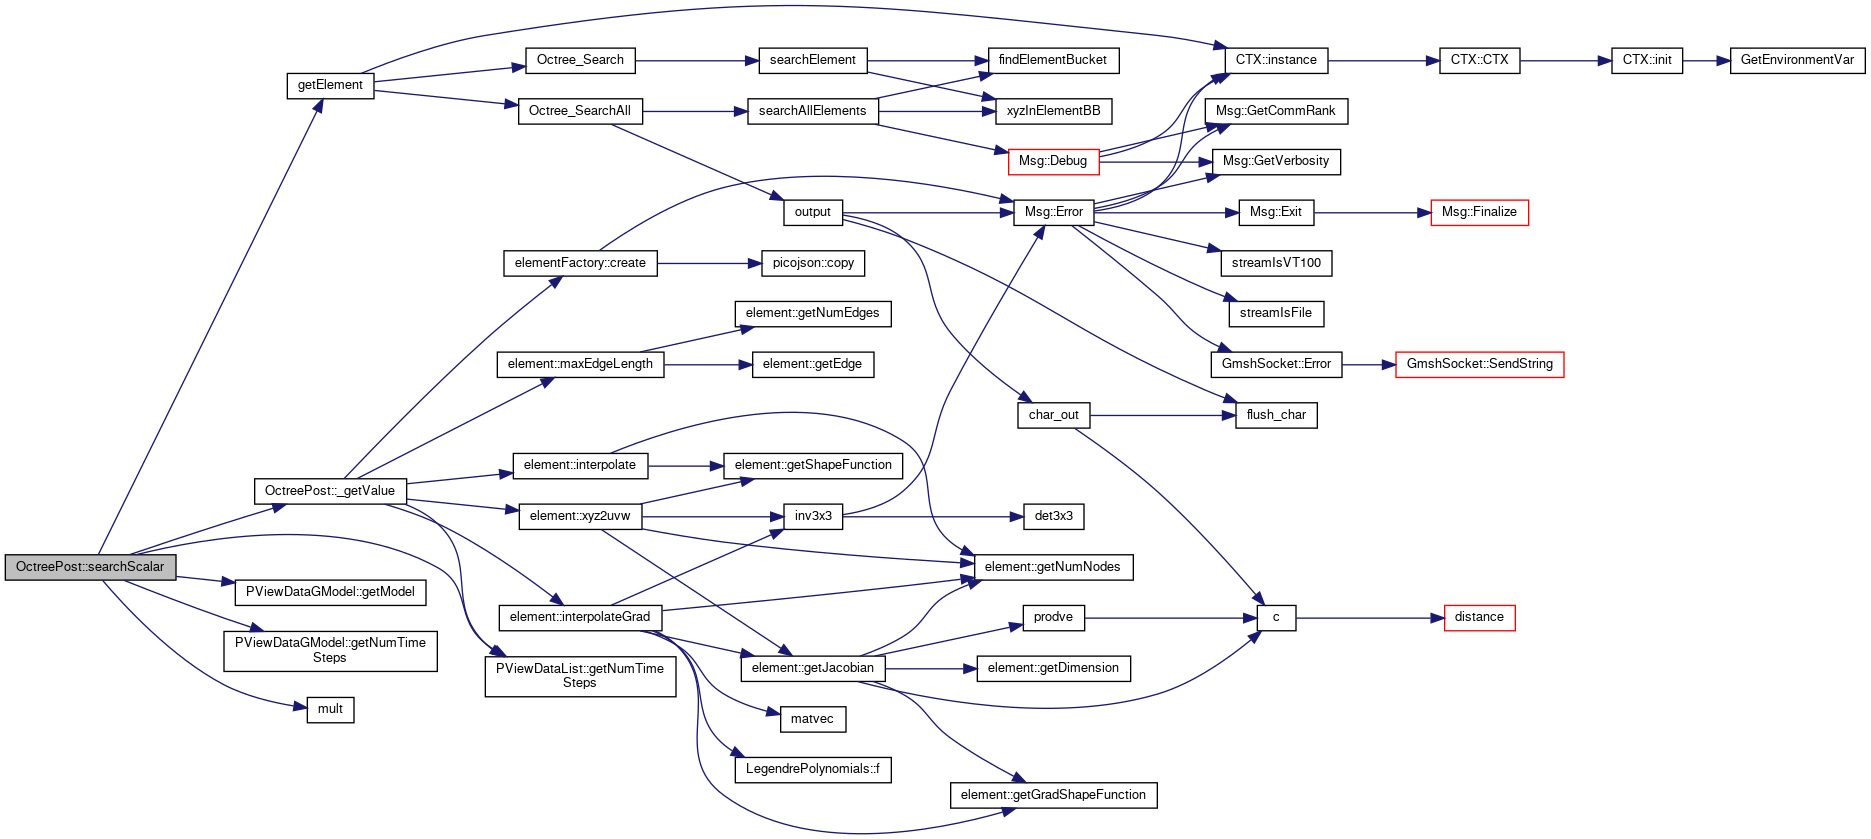 OctreePost::searchScalar
getElement
OctreePost::_getValue
PViewDataGModel::getModel
PViewDataGModel::getNumTime
Steps
mult
Octree_Search
Octree_SearchAll
elementFactory::create
element::maxEdgeLength
element::interpolate
element::xyz2uvw
element::interpolateGrad
PViewDataList::getNumTime
Steps
searchElement
searchAllElements
output
picojson::copy
element::getNumEdges
element::getEdge
element::getShapeFunction
inv3x3
element::getJacobian
matvec
LegendrePolynomials::f
findElementBucket
xyzInElementBB
Msg::Debug
Msg::Error
char_out
det3x3
element::getNumNodes
prodve
element::getDimension
element::getGradShapeFunction
CTX::instance
Msg::GetCommRank
Msg::GetVerbosity
Msg::Exit
streamIsVT100
streamIsFile
GmshSocket::Error
flush_char
c
CTX::CTX
Msg::Finalize
GmshSocket::SendString
distance
CTX::init
GetEnvironmentVar